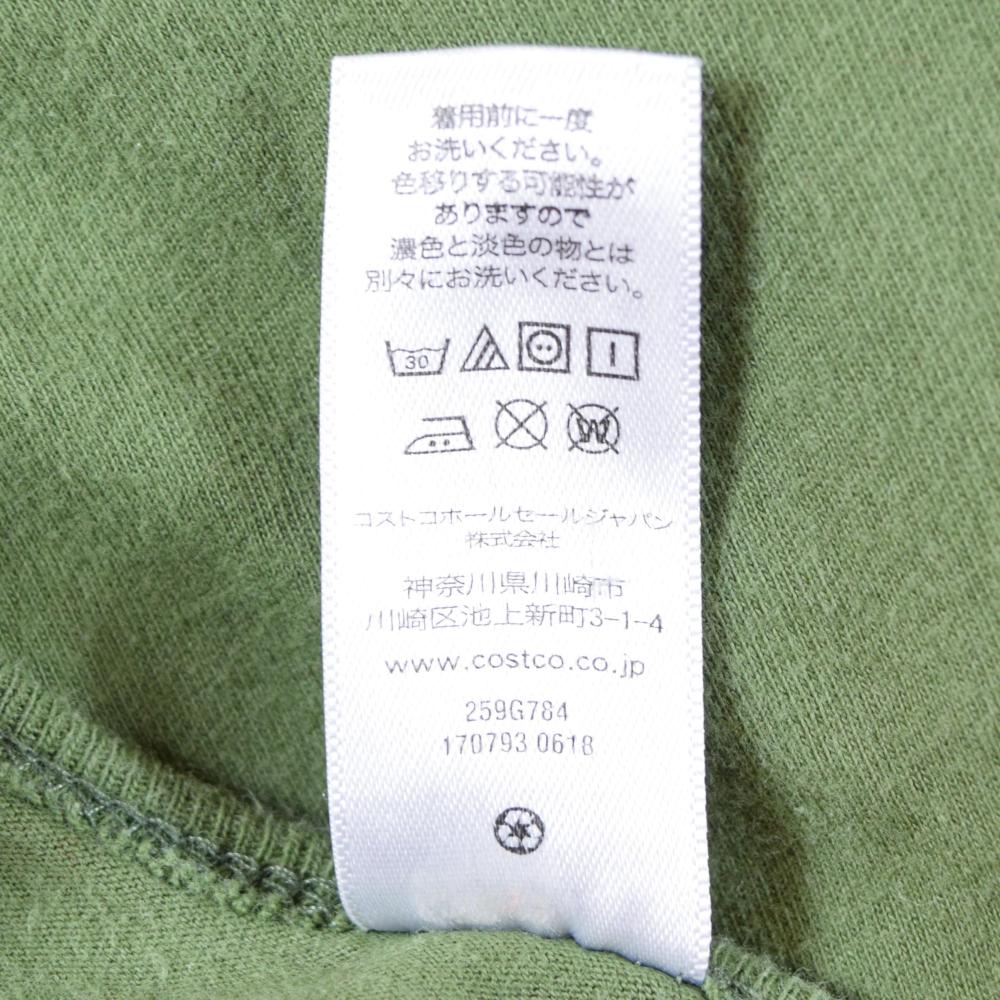 着用前に一度
お洗いください。
色移りする可能性が
ありますので
濃色と淡色の物とは
別々にお洗いください。
30
W
コストコホールセールジャパン
株式会社
神奈川県川崎市
川崎区池上新町3-1-4
www.costco.co.jp
259G784
170793 0618